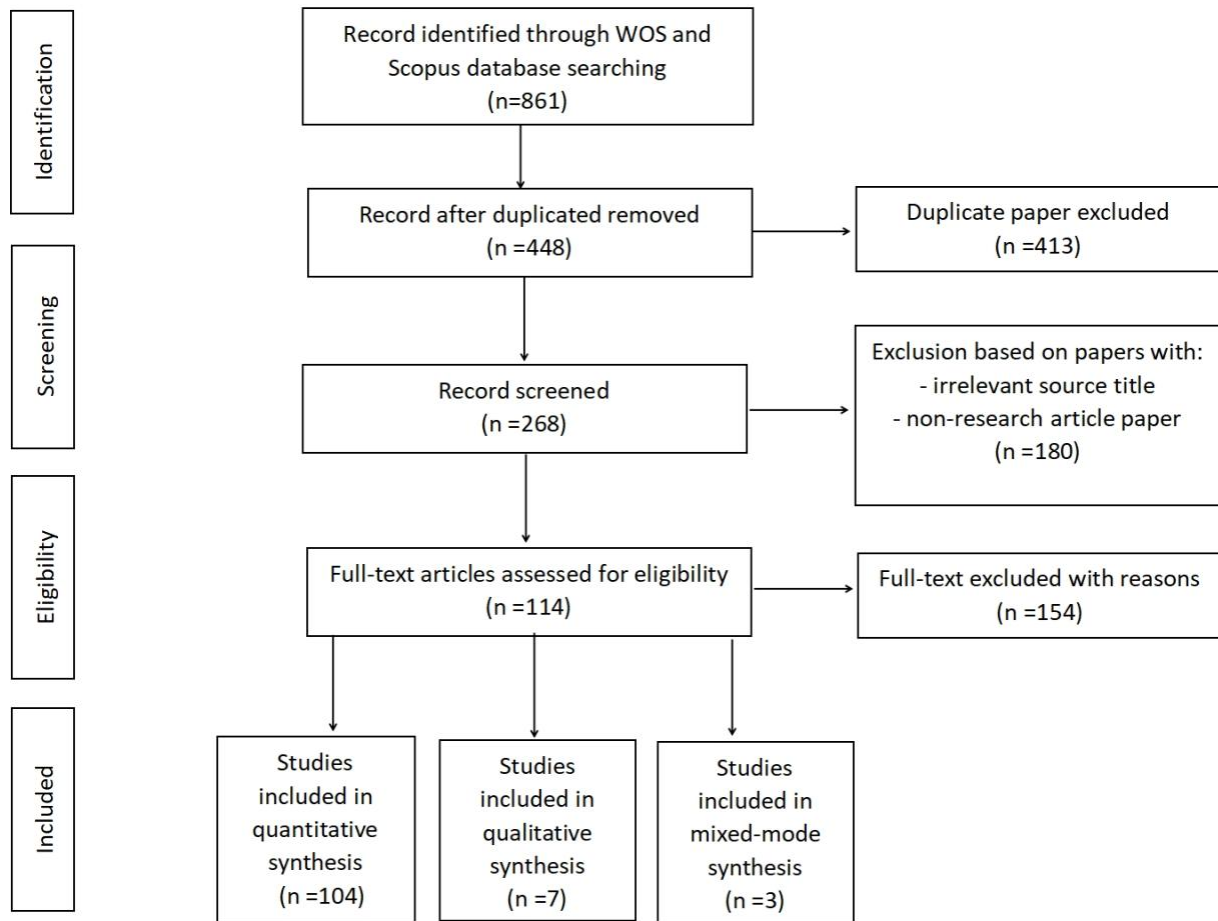 Identification
Record identified through WOS and
Scopus database searching
(n=861)
Record after duplicated removed
(n =448)
Duplicate paper excluded
(n =413)
Screening
Record screened
(n =268)
Exclusion based on papers with:
- irrelevant source title
- non-research article paper
(n =180)
Eligibility
Full-text articles assessed for eligibility
(n =114)
Full-text excluded with reasons
(n =154)
Included
Studies
included in
quantitative
synthesis
(n =104)
Studies
included in
qualitative
synthesis
(n =7)
Studies
included in
mixed-mode
synthesis
(n =3)